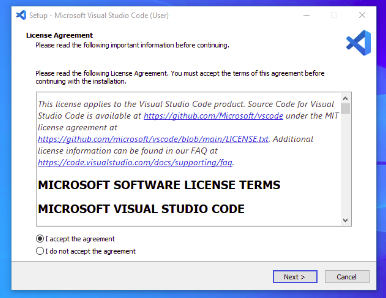 Setup - Microsoft Visual Studio Code (User)
License Agreement
Please read the following important information before continuing.
Please read the following License Agreement. You must accept the terms of this agreement before
continuing with the installation.
This license applies to the Visual Studio Code product. Source Code for Visual
Studio Code is available at https://github.com/Microsoft/vscode under the MIT
license agreement at
https://github.com/microsoft/vscode/blob/main/LICENSE.txt. Additional
license information can be found in our FAQ at
https://code.visualstudio.com/docs/supporting/faq.
MICROSOFT SOFTWARE LICENSE TERMS
MICROSOFT VISUAL STUDIO CODE
I accept the agreement
I do not accept the agreement
Next >
Cancel